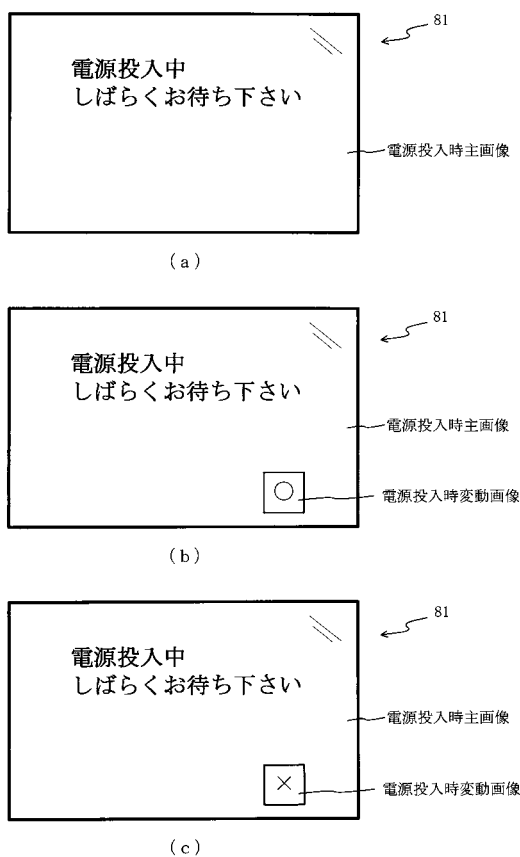 81
電源投入中
しばらくお待ち下さい
電源投入時主画像
(a)
81
電源投入中
しばらくお待ち下さい
電源投入時主画像
○
電源投入時変動画像
(b)
81
電源投入中
しばらくお待ち下さい
電源投入時主画像
×
電源投入時変動画像
(c)